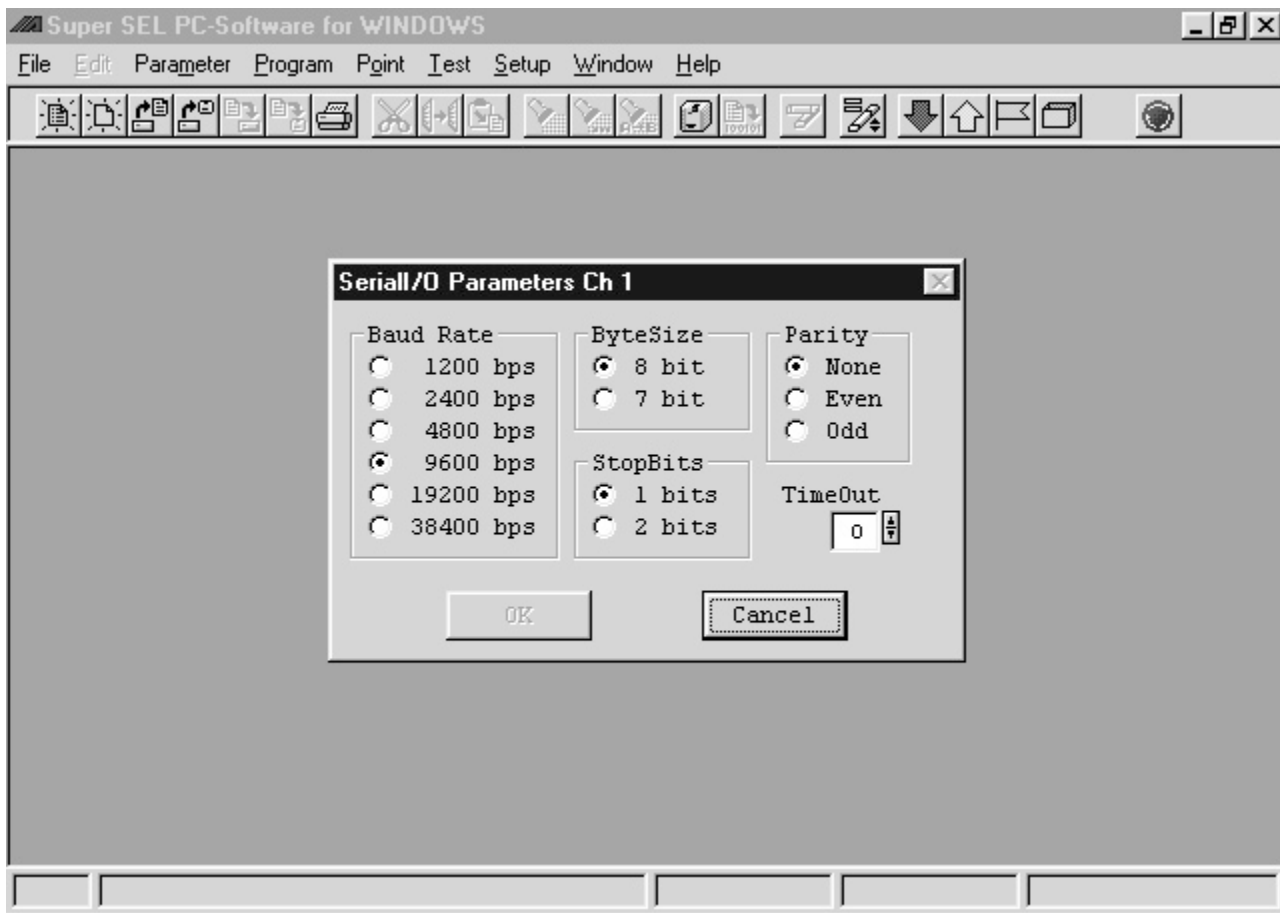 Super SEL PC-Software for WINDOWS
File Edit Parameter Program Point Test Setup Window Help
SW A→B 100101
SerialI/O Parameters Ch 1
Baud Rate
1200 bps
2400 bps
4800 bps
9600 bps
19200 bps
38400 bps
ByteSize
8 bit
7 bit
StopBits
1 bits
2 bits
Parity
None
Even
Odd
TimeOut
0
OK
Cancel